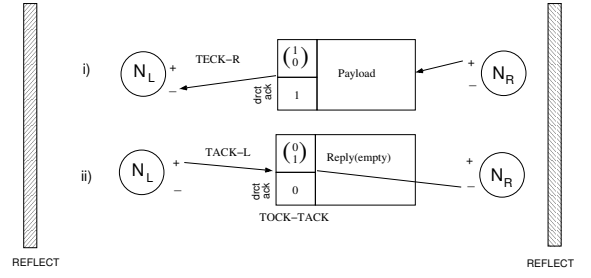 i)
N_L
+
−
TECK−R
(1 0)
1
drct
ack
Payload
+
−
N_R
ii)
N_L
+
−
TACK−L
(0 1)
0
drct
ack
Reply(empty)
TOCK−TACK
+
−
N_R
REFLECT
REFLECT